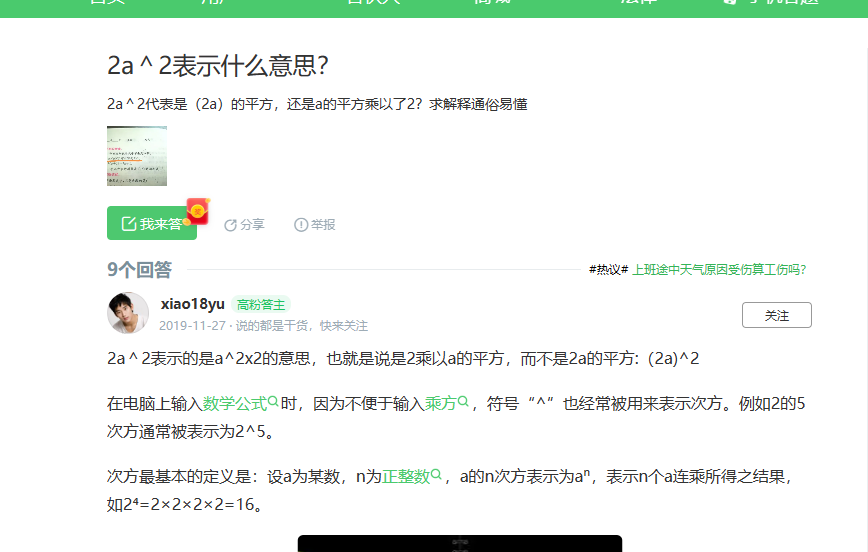 2a＾2表示什么意思?
2a＾2代表是（2a）的平方，还是a的平方乘以了2？求解释通俗易懂
我来答
分享
举报
9个回答
#热议# 上班途中天气原因受伤算工伤吗?
xiao18yu 高粉答主
2019-11-27 · 说的都是干货，快来关注
关注
2a＾2表示的是a^2x2的意思，也就是说是2乘以a的平方，而不是2a的平方：(2a)^2
在电脑上输入数学公式时，因为不便于输入乘方，符号“^”也经常被用来表示次方。例如2的5
次方通常被表示为2^5。
次方最基本的定义是：设a为某数，n为正整数，a的n次方表示为aⁿ，表示n个a连乘所得之结果，
如2⁴=2×2×2×2=16。